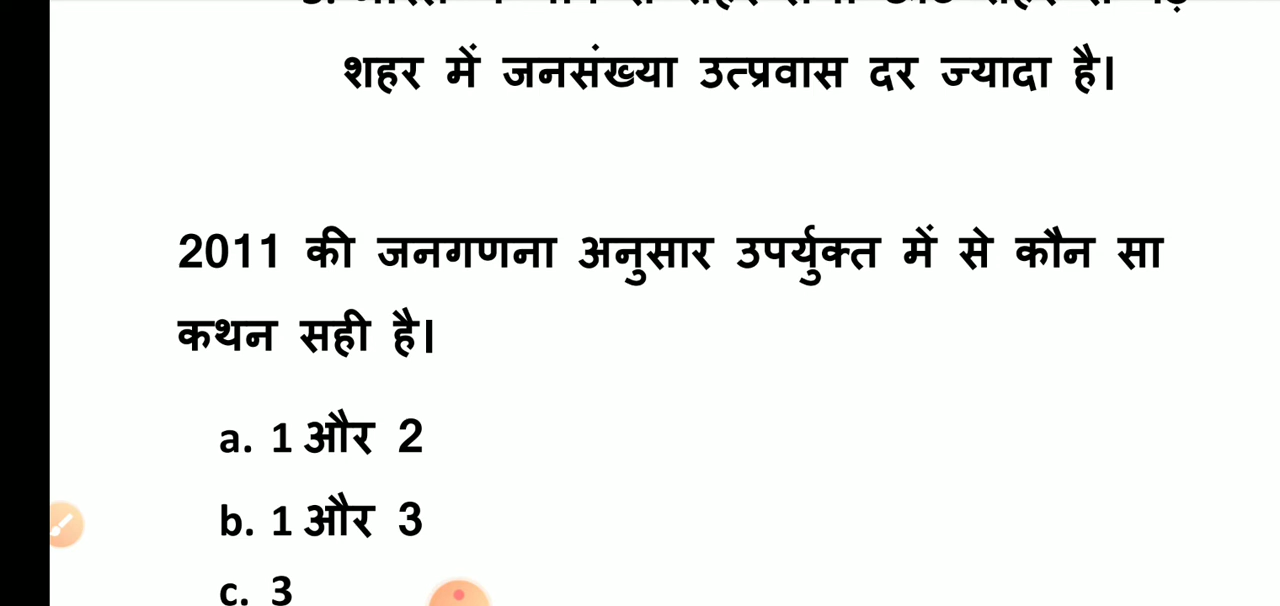 शहर में जनसंख्या उत्प्रवास दर ज्यादा है।
2011 की जनगणना अनुसार उपर्युक्त में से कौन सा
कथन सही है।
a. 1 और 2
b. 1 और 3
c. 3